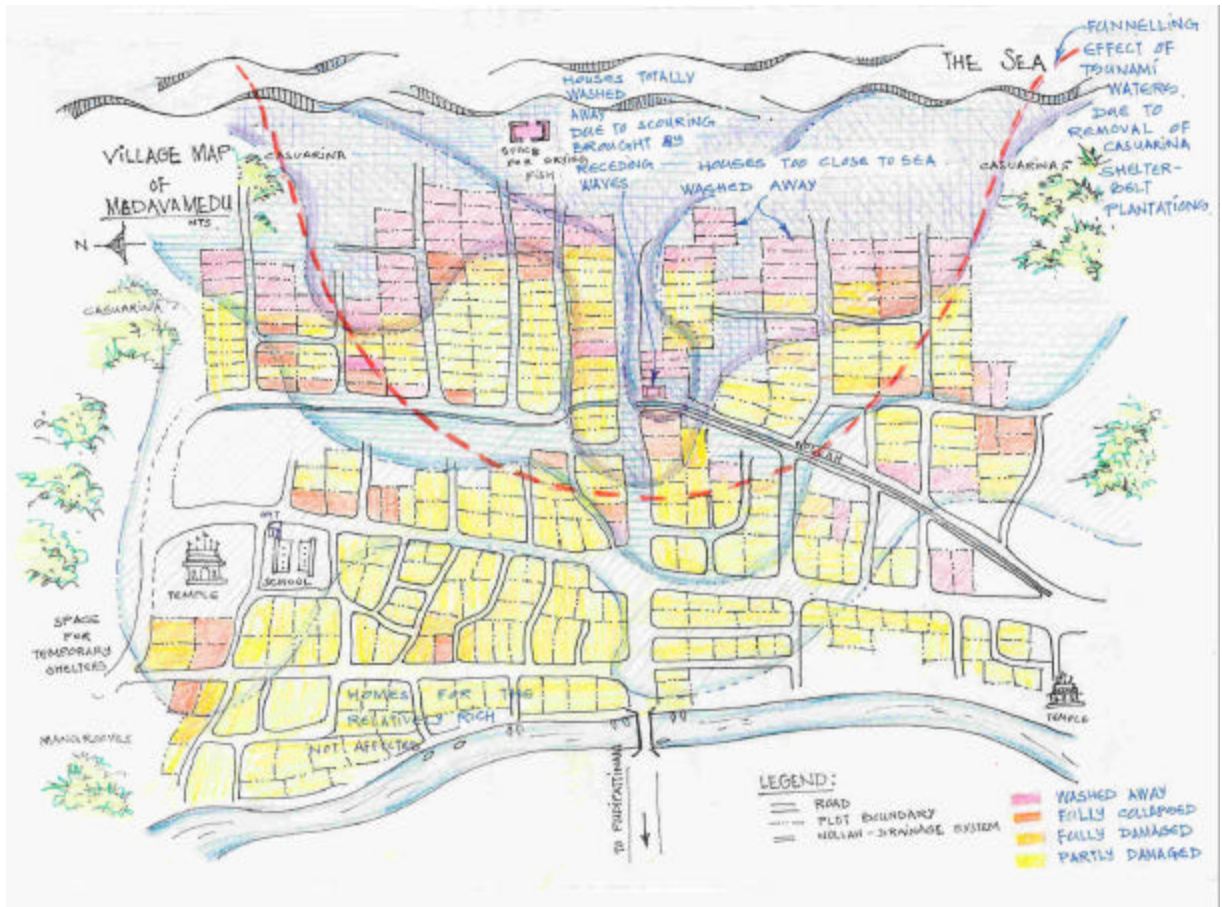 THE SEA
FUNNELLING
EFFECT OF
TSUNAMI
WATERS
DUE TO
REMOVAL OF
CASUARINA
SHELTER-
BELT
PLANTATIONS
HOUSES TOTALLY
WASHED
AWAY
DUE TO SCOURING
BROUGHT BY
RECEDING
WAVES
VILLAGE MAP
OF
MADAVAMEDU
NTS
N
CASUARINA
SPACE
FOR DRYING
FISH
HOUSES TOO CLOSE TO SEA
WASHED AWAY
CASUARINAS
CASUARINA
NOLLAH
TEMPLE
SCHOOL
SPACE
FOR
TEMPORARY
SHELTERS
MANGROOVES
HOMES FOR THE
RELATIVELY RICH
NOT AFFECTED
TEMPLE
LEGEND:
ROAD
PLOT BOUNDARY
NOLLAH - DRAINAGE SYSTEM
WASHED AWAY
FULLY COLLAPSED
FULLY DAMAGED
PARTLY DAMAGED